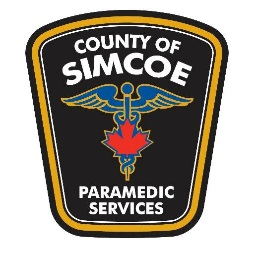 COUNTY OF
SIMCOE
PARAMEDIC
SERVICES